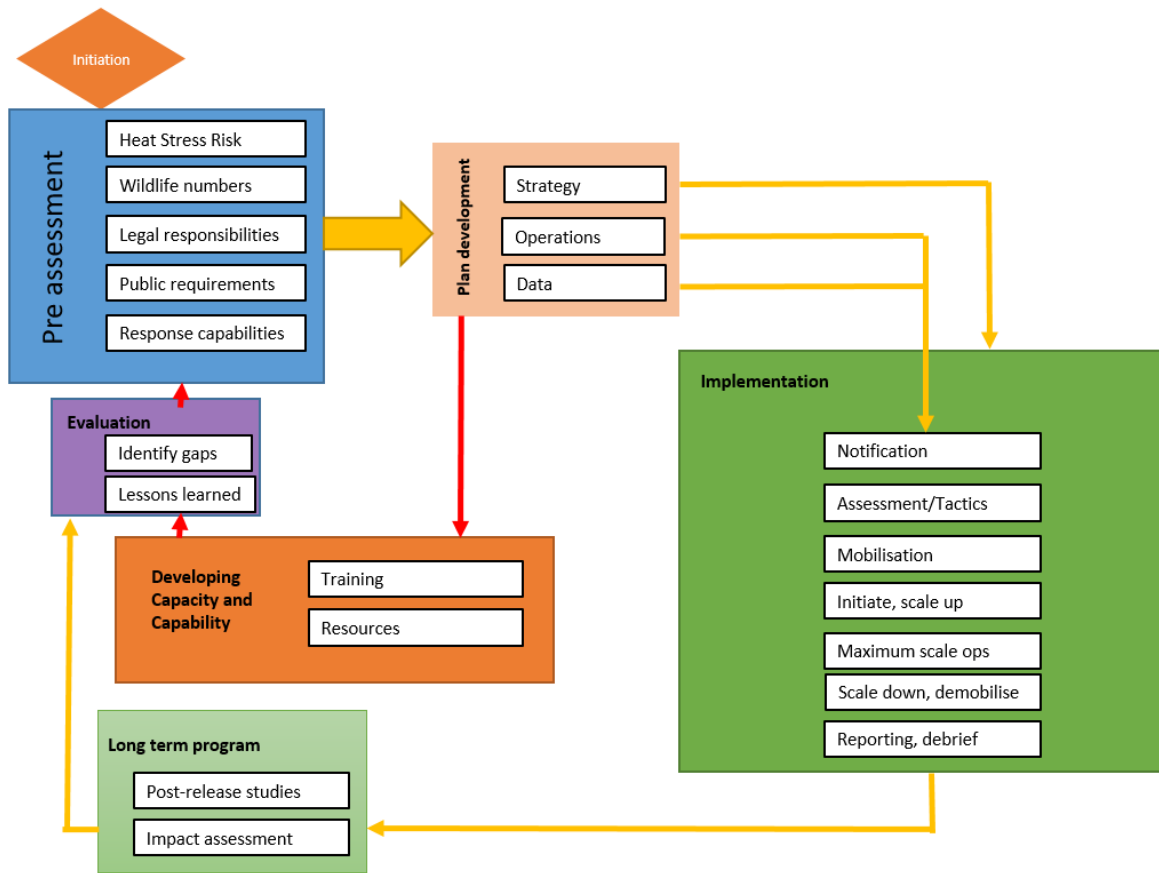 Initiation
Pre assessment
Heat Stress Risk
Wildlife numbers
Legal responsibilities
Public requirements
Response capabilities
Plan development
Strategy
Operations
Data
Implementation
Notification
Assessment/Tactics
Mobilisation
Initiate, scale up
Maximum scale ops
Scale down, demobilise
Reporting, debrief
Evaluation
Identify gaps
Lessons learned
Developing
Capacity and
Capability
Training
Resources
Long term program
Post-release studies
Impact assessment